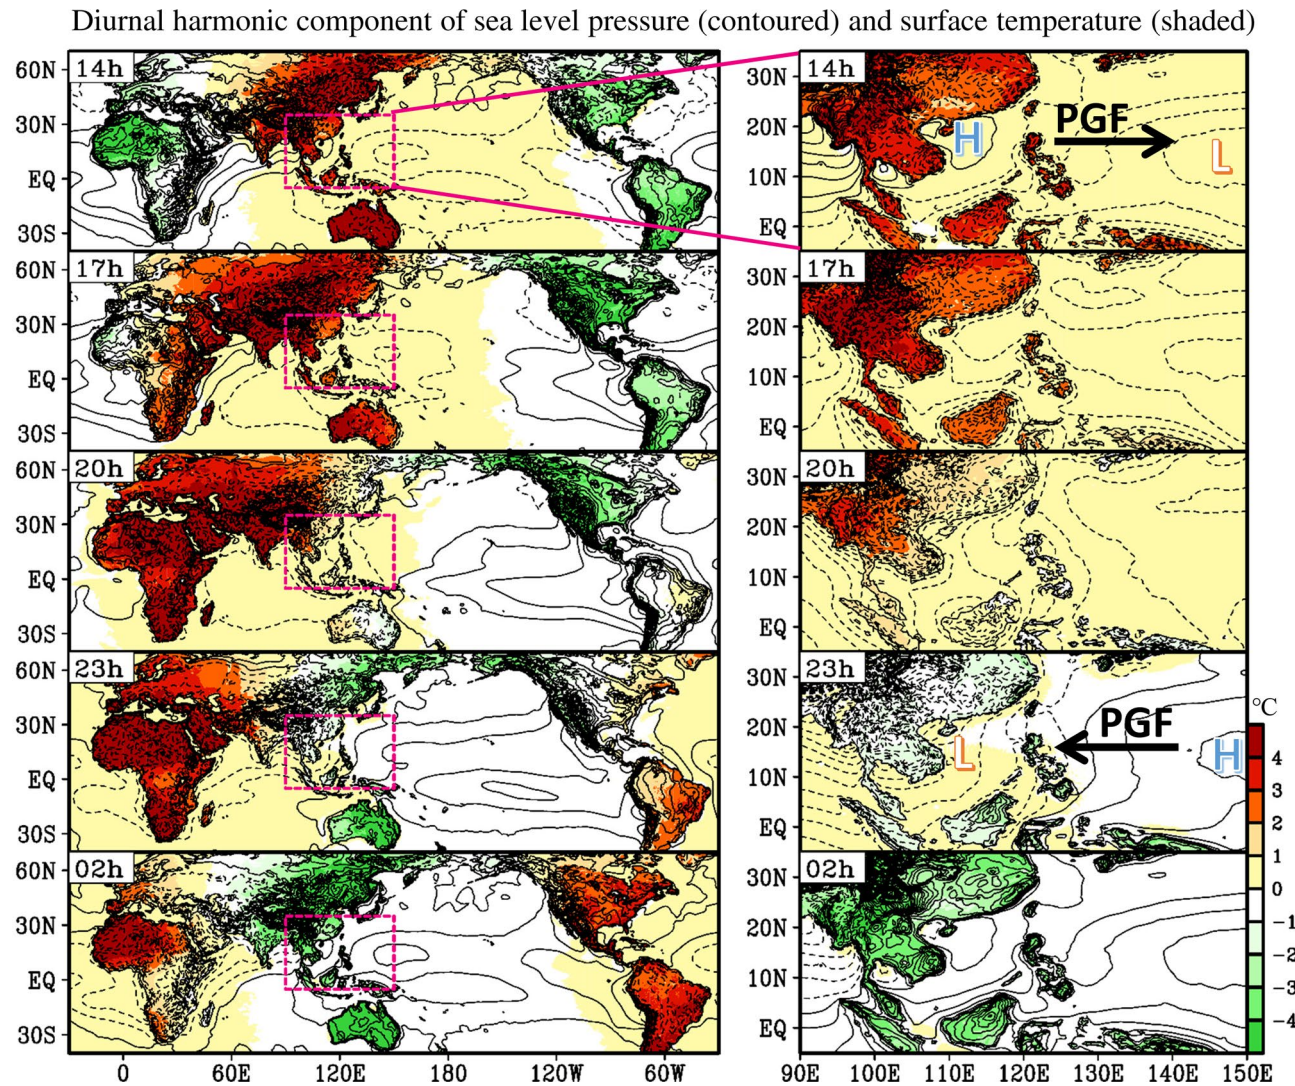 Diurnal harmonic component of sea level pressure (contoured) and surface temperature (shaded)
14h
60N
30N
EQ
30S
14h
30N
20N
10N
EQ
PGF
H
L
17h
60N
30N
EQ
30S
17h
30N
20N
10N
EQ
20h
60N
30N
EQ
30S
20h
30N
20N
10N
EQ
23h
60N
30N
EQ
30S
23h
30N
20N
10N
EQ
PGF
L
H
°C
4
3
2
1
0
-1
-2
-3
-4
02h
60N
30N
EQ
30S
02h
30N
20N
10N
EQ
0 60E 120E 180 120W 60W
90E 100E 110E 120E 130E 140E 150E